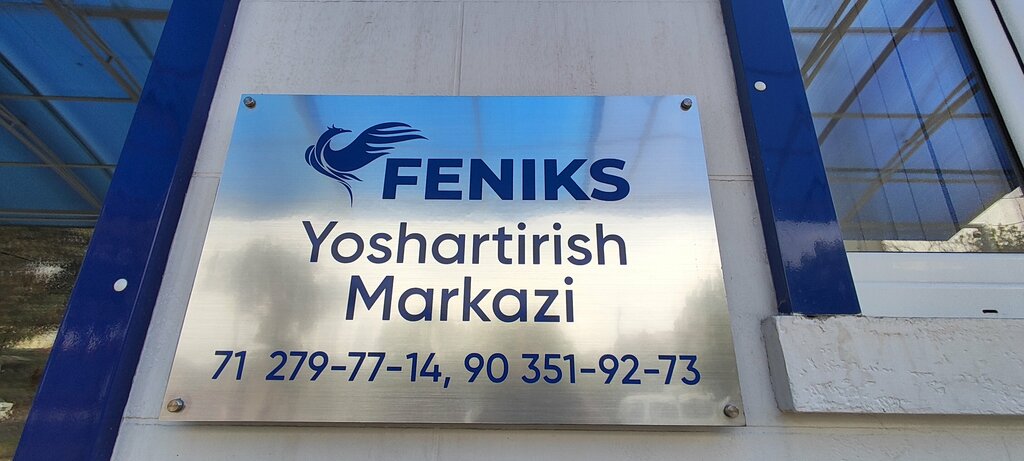 FENIKS
Yoshartirish
Markazi
71 279-77-14, 90 351-92-73